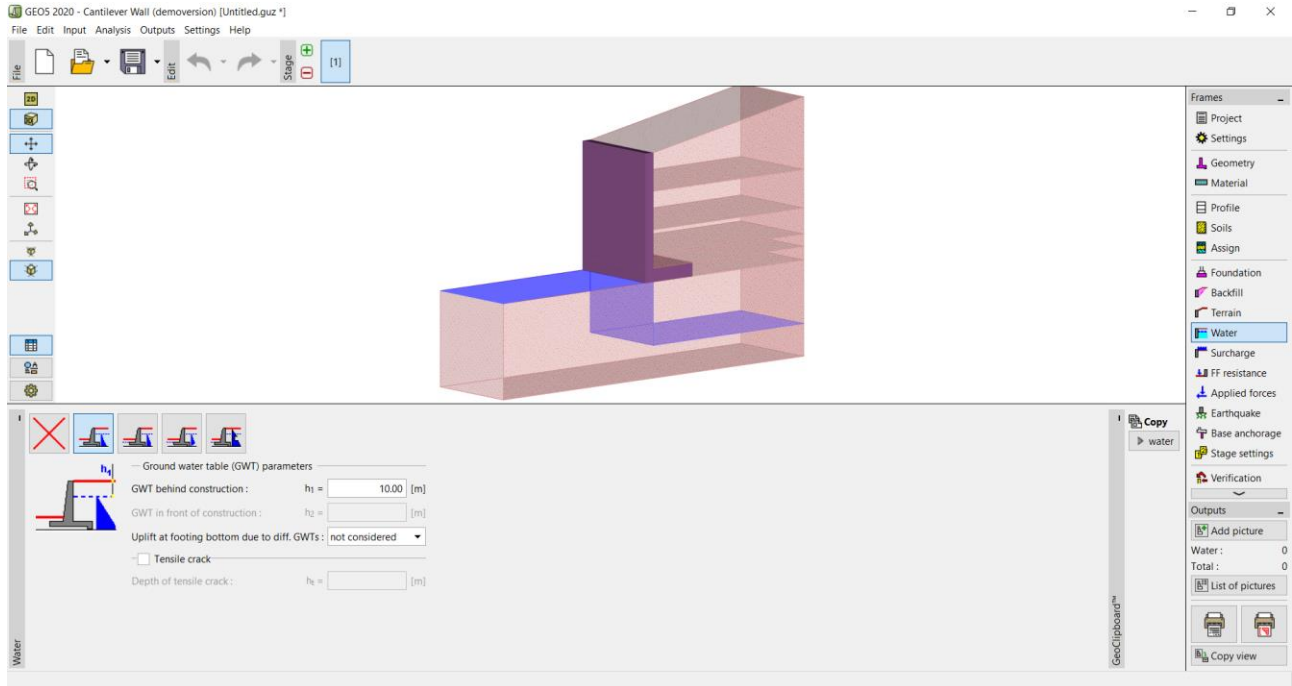 GEO5 2020 - Cantilever Wall (demoversion) [Untitled.guz *]
File Edit Input Analysis Outputs Settings Help
File
Edit
Stage
[1]
2D
3D
Frames
Project
Settings
Geometry
Material
Profile
Soils
Assign
Foundation
Backfill
Terrain
Water
Surcharge
FF resistance
Applied forces
Earthquake
Base anchorage
Stage settings
Verification
Outputs
Add picture
Water : 0
Total : 0
List of pictures
Copy view
Water
h1
Ground water table (GWT) parameters
GWT behind construction : h1 = 10.00 [m]
GWT in front of construction : h2 = [m]
Uplift at footing bottom due to diff. GWTs : not considered
Tensile crack
Depth of tensile crack : ht = [m]
GeoClipboard™
Copy
water